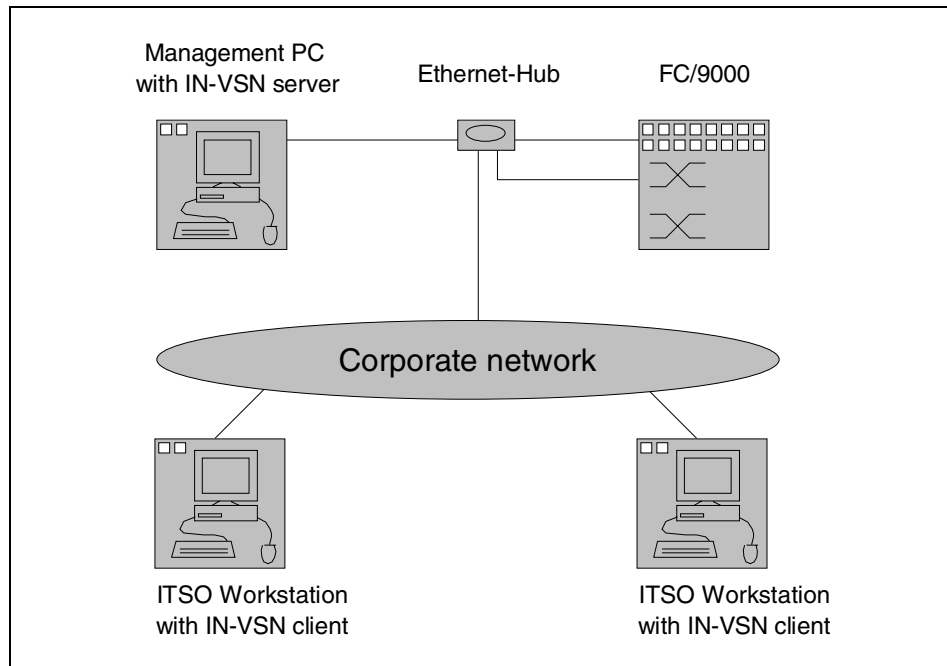 Management PC
with IN-VSN server
Ethernet-Hub
FC/9000
Corporate network
ITSO Workstation
with IN-VSN client
ITSO Workstation
with IN-VSN client